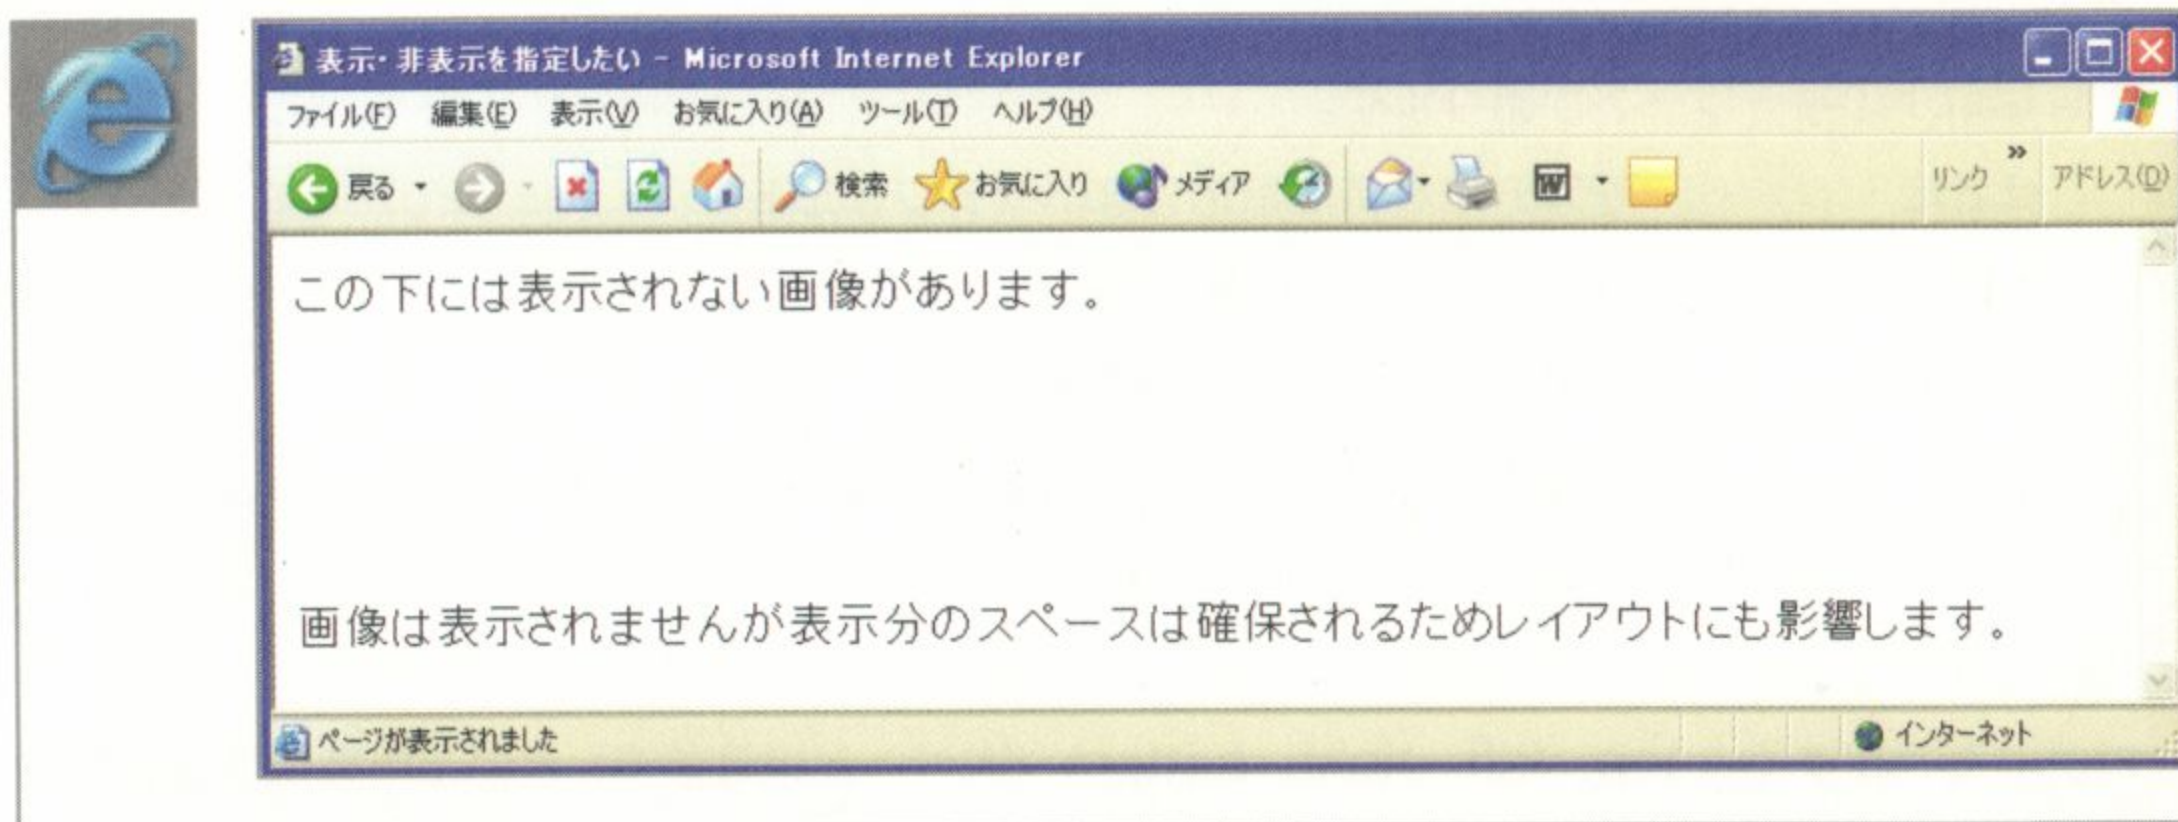 表示・非表示を指定したい - Microsoft Internet Explorer
ファイル(F) 編集(E) 表示(V) お気に入り(A) ツール(T) ヘルプ(H)
戻る 検索 お気に入り メディア リンク » アドレス(D)
この下には表示されない画像があります。
画像は表示されませんが表示分のスペースは確保されるためレイアウトにも影響します。
ページが表示されました インターネット